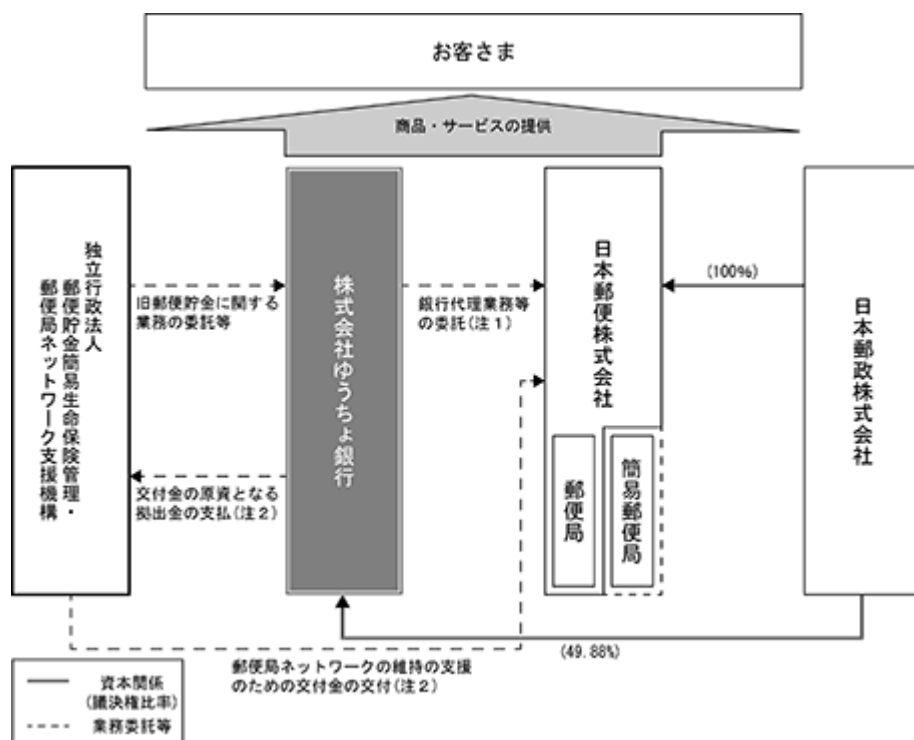 お客さま
商品・サービスの提供
独立行政法人
郵便貯金簡易生命保険管理・
郵便局ネットワーク支援機構
旧郵便貯金に関する
業務の委託等
交付金の原資となる
拠出金の支払(注2)
株式会社ゆうちょ銀行
銀行代理業務等
の委託(注1)
日本郵便株式会社
郵便局
簡易郵便局
(100%)
日本郵政株式会社
(49.88%)
郵便局ネットワークの維持の支援
のための交付金の交付(注2)
資本関係
(議決権比率)
業務委託等